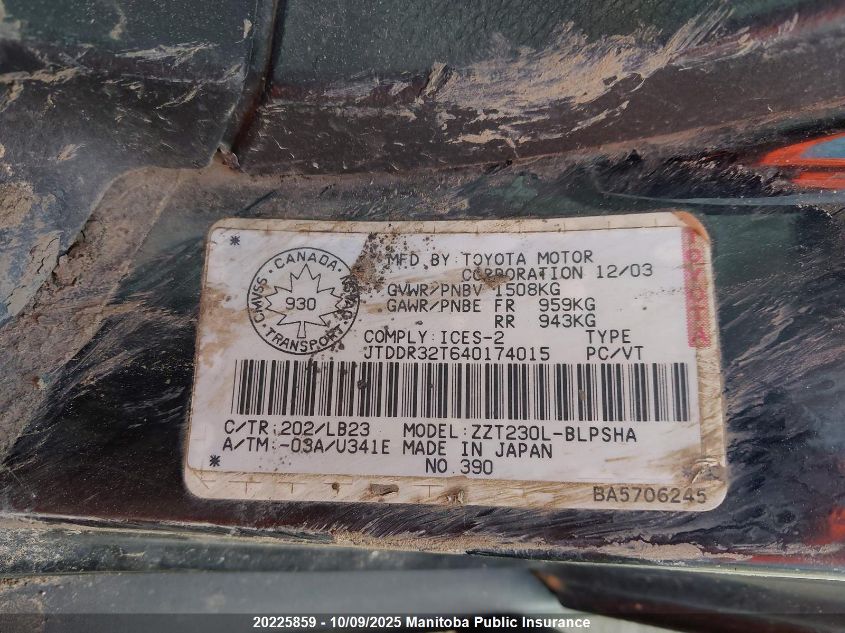 MFD BY TOYOTA MOTOR
CORPORATION 12/03
GVWR/PNBV 1508KG
GAWR/PNBE FR 959KG
RR 943KG
COMPLY:ICES-2 TYPE
JTDDR32T640174015 PC/VT
CANADA
930
TRANSPORT
TOYOTA
C/TR:202/LB23 MODEL:ZZT230L-BLPSHA
A/TM:-03A/U341E MADE IN JAPAN
NO.390
BA5706245
20225859 - 10/09/2025 Manitoba Public Insurance